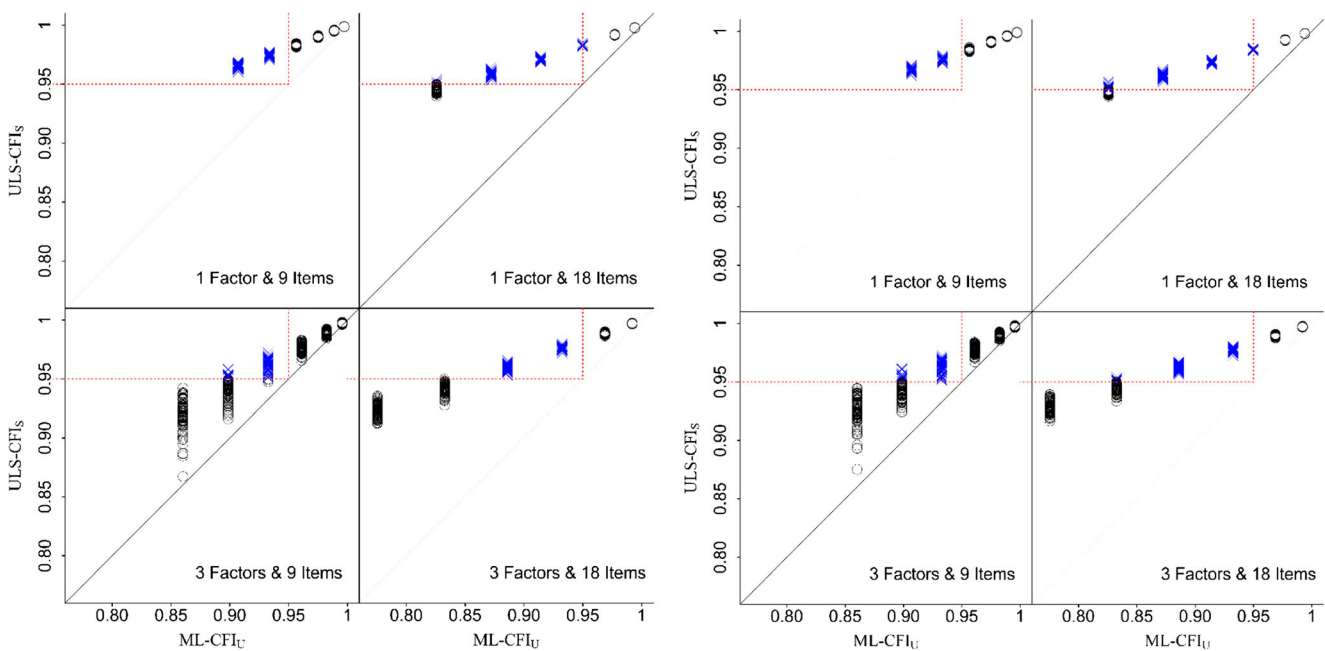 1
0.95
0.90
0.85
0.80
ULS-CFIS
1 Factor & 9 Items
1 Factor & 18 Items
1
0.95
0.90
0.85
0.80
ULS-CFIS
3 Factors & 9 Items
3 Factors & 18 Items
0.80 0.85 0.90 0.95 1
0.80 0.85 0.90 0.95 1
ML-CFIU
ML-CFIU
1
0.95
0.90
0.85
0.80
ULS-CFIS
1 Factor & 9 Items
1 Factor & 18 Items
1
0.95
0.90
0.85
0.80
ULS-CFIS
3 Factors & 9 Items
3 Factors & 18 Items
0.80 0.85 0.90 0.95 1
0.80 0.85 0.90 0.95 1
ML-CFIU
ML-CFIU